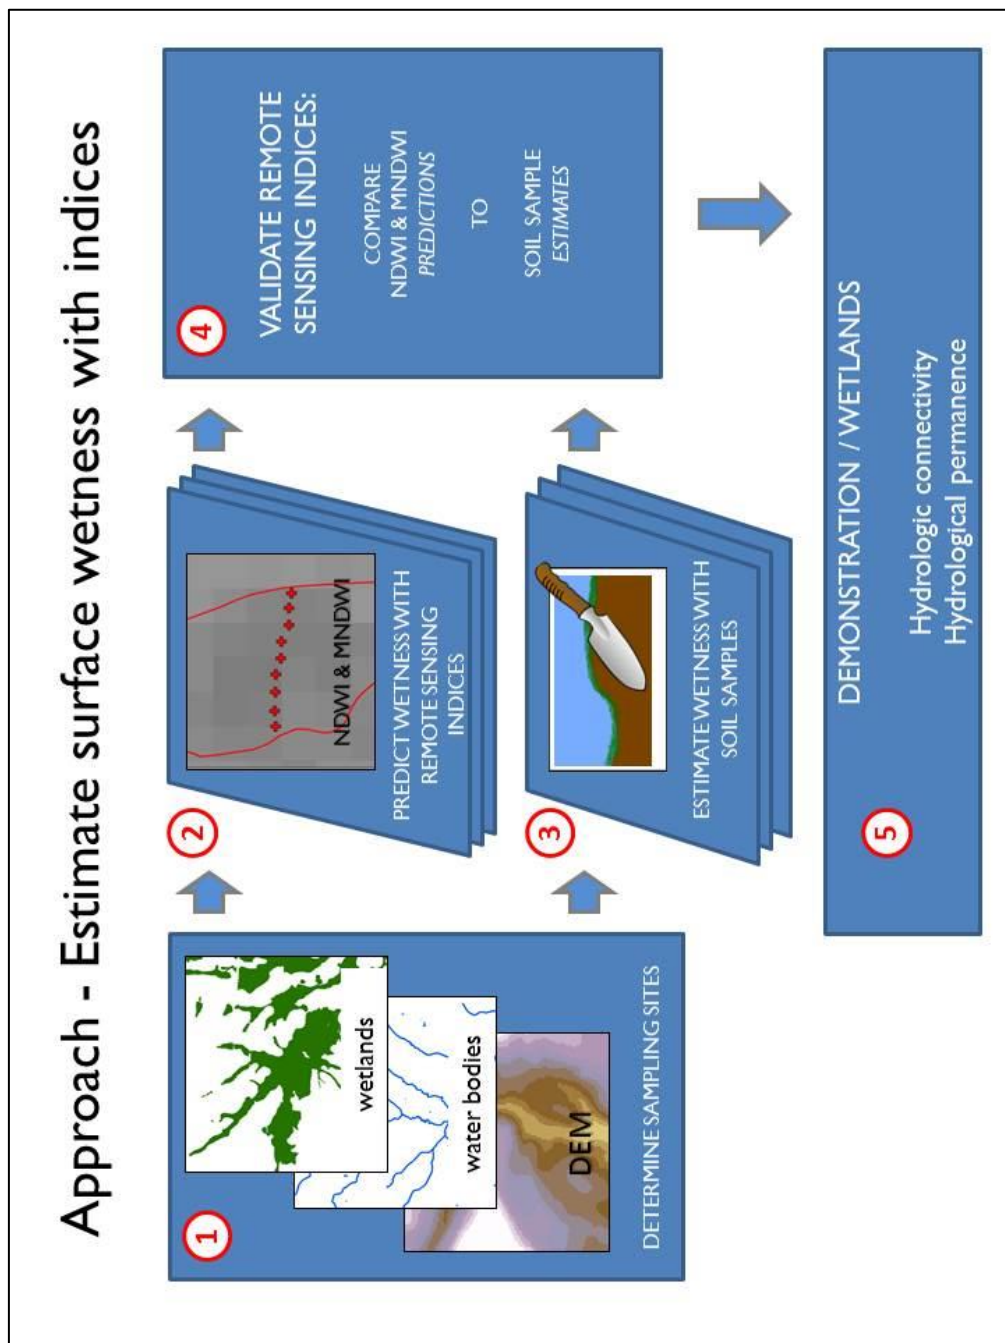 Approach - Estimate surface wetness with indices
1
wetlands
water bodies
DEM
DETERMINE SAMPLING SITES
2
NDWI & MNDWI
PREDICT WETNESS WITH
REMOTE SENSING
INDICES
3
ESTIMATE WETNESS WITH
SOIL SAMPLES
4
VALIDATE REMOTE
SENSING INDICES:
COMPARE
NDWI & MNDWI
PREDICTIONS
TO
SOIL SAMPLE
ESTIMATES
5
DEMONSTRATION / WETLANDS
Hydrologic connectivity
Hydrological permanence